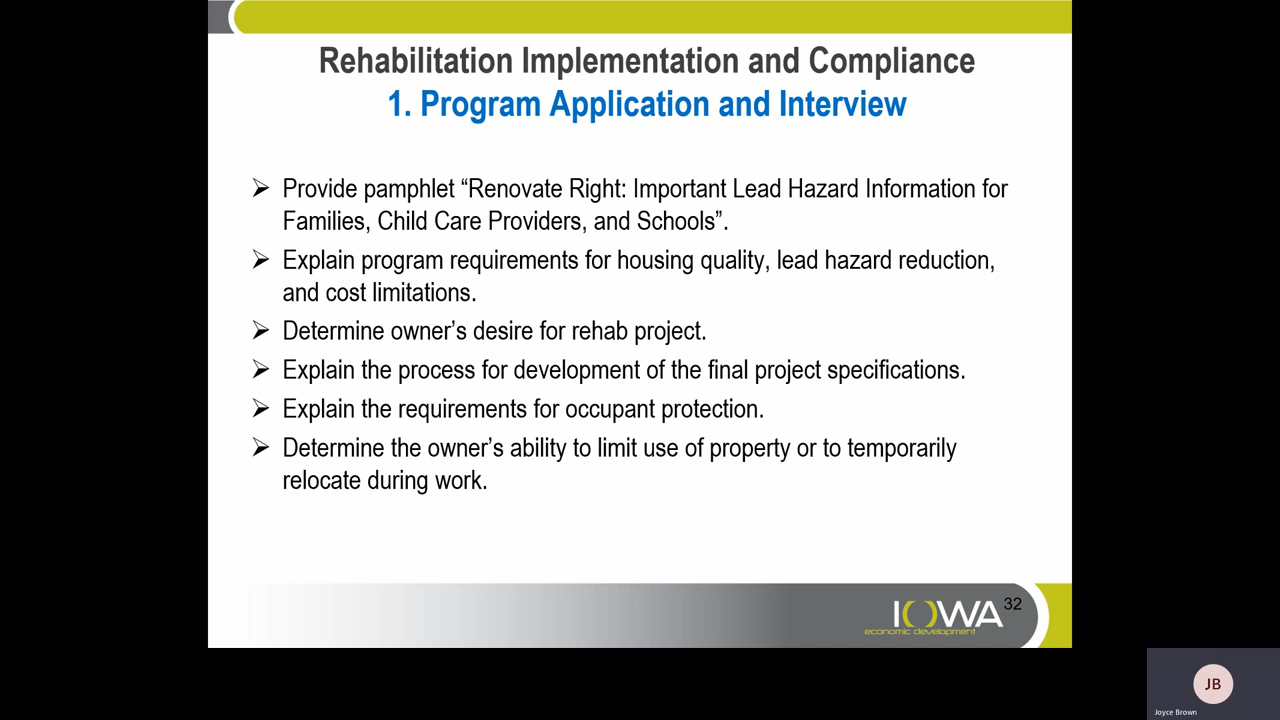 Rehabilitation Implementation and Compliance
1. Program Application and Interview
➢ Provide pamphlet “Renovate Right: Important Lead Hazard Information for
Families, Child Care Providers, and Schools”.
➢ Explain program requirements for housing quality, lead hazard reduction,
and cost limitations.
➢ Determine owner’s desire for rehab project.
➢ Explain the process for development of the final project specifications.
➢ Explain the requirements for occupant protection.
➢ Determine the owner’s ability to limit use of property or to temporarily
relocate during work.
IOWA
economic development
32
JB
Joyce Brown